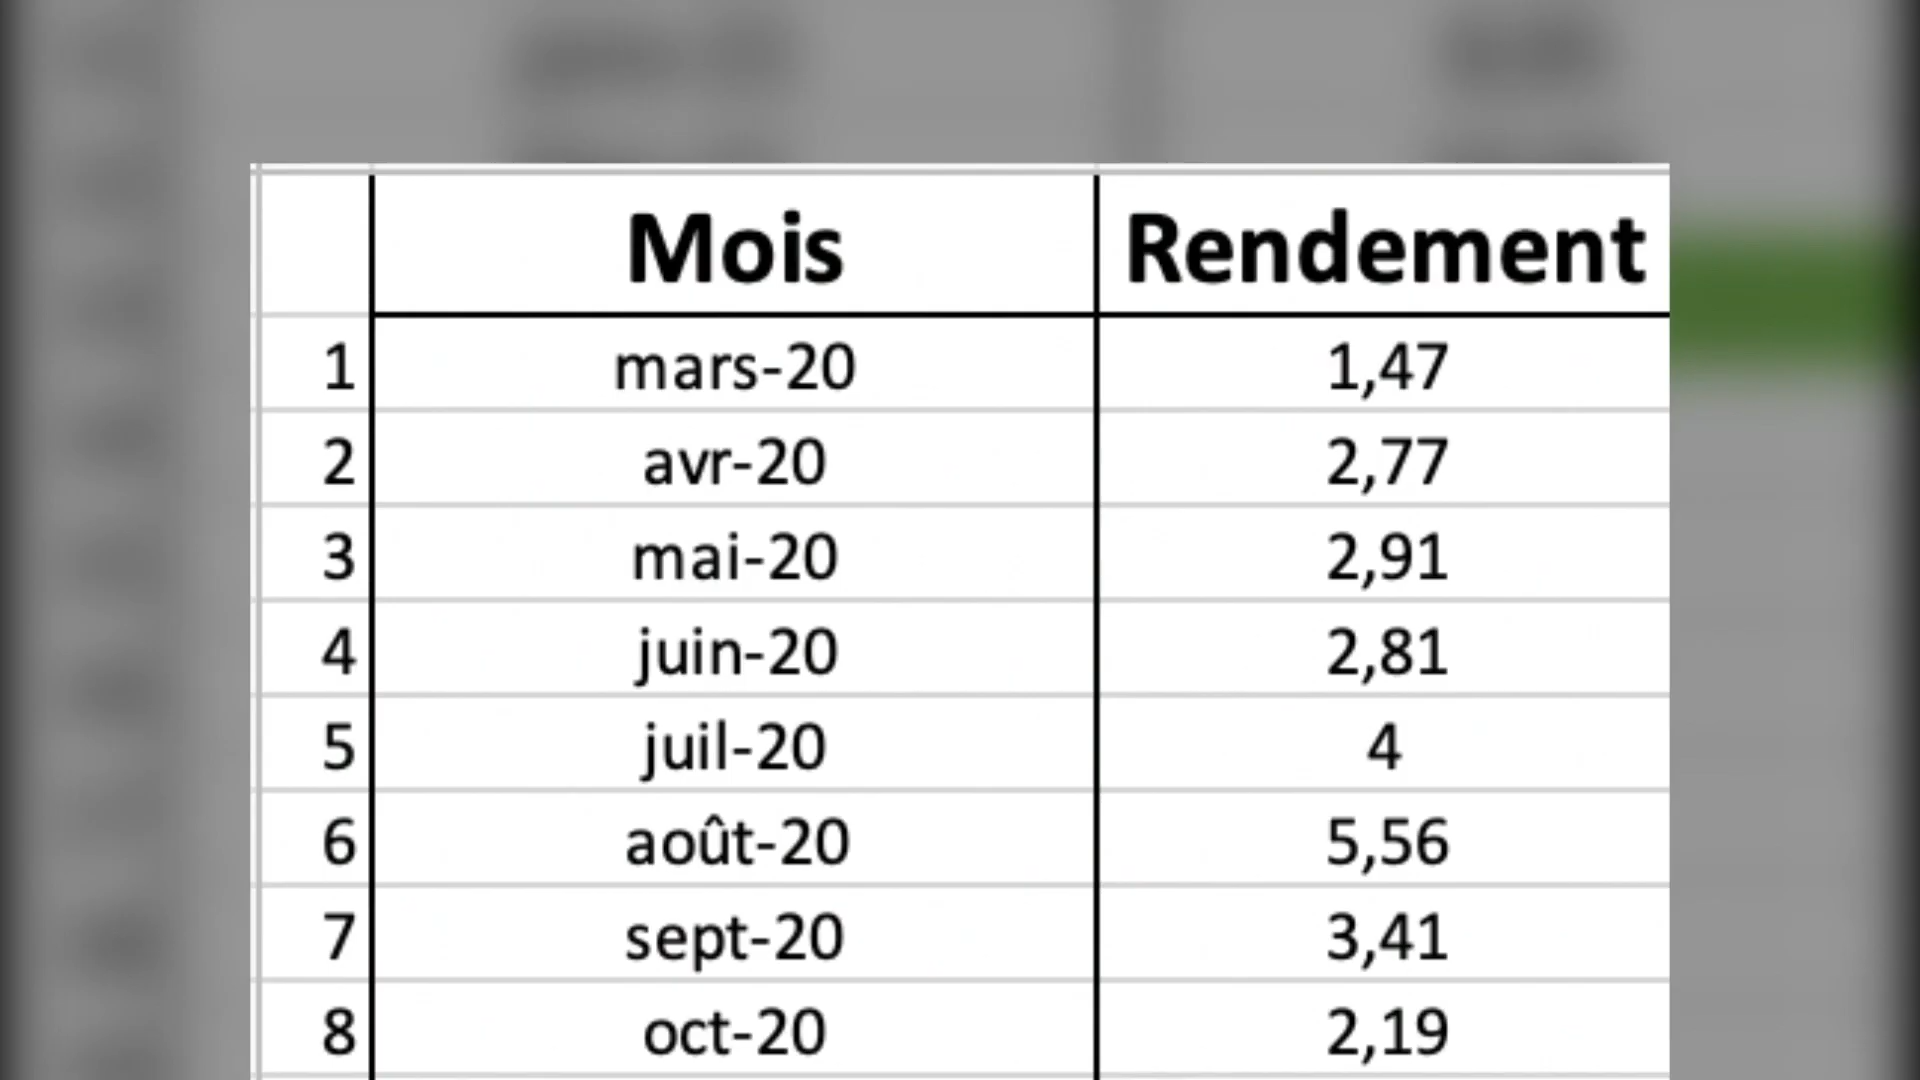 Mois Rendement
1 mars-20 1,47
2 avr-20 2,77
3 mai-20 2,91
4 juin-20 2,81
5 juil-20 4
6 août-20 5,56
7 sept-20 3,41
8 oct-20 2,19